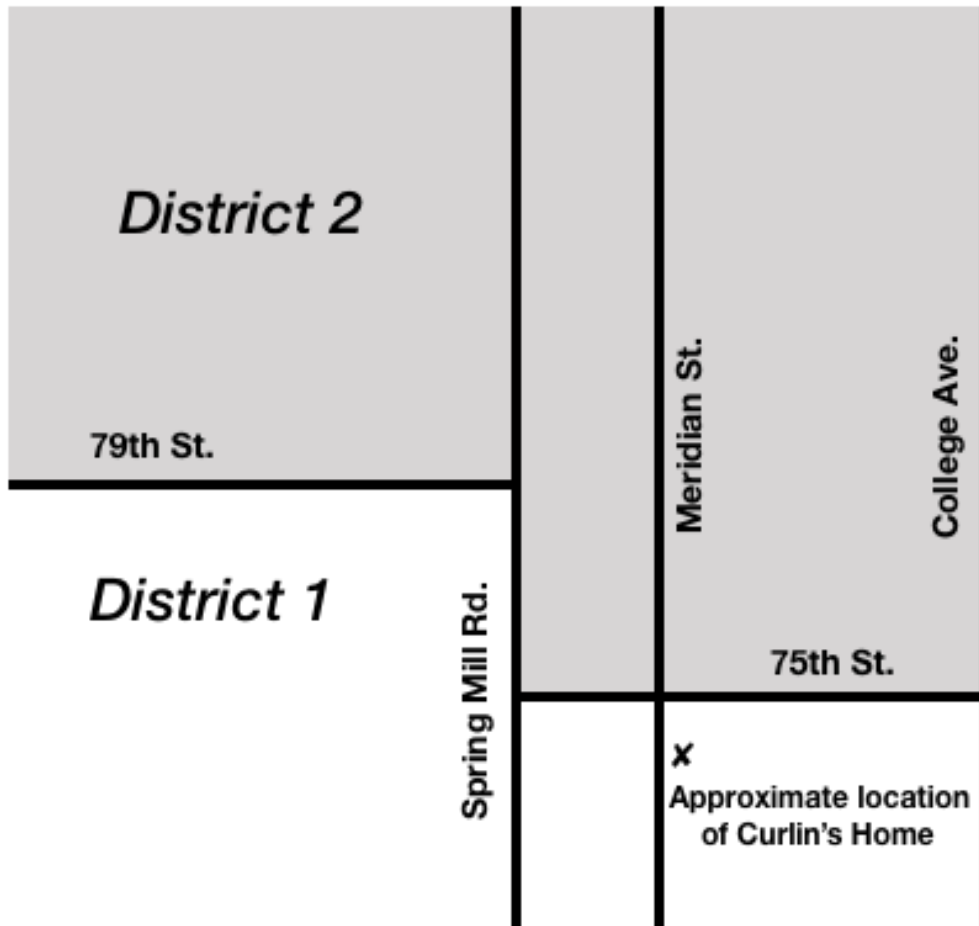 District 2
79th St.
Meridian St.
College Ave.
District 1
Spring Mill Rd.
75th St.
x
Approximate location
of Curlin's Home